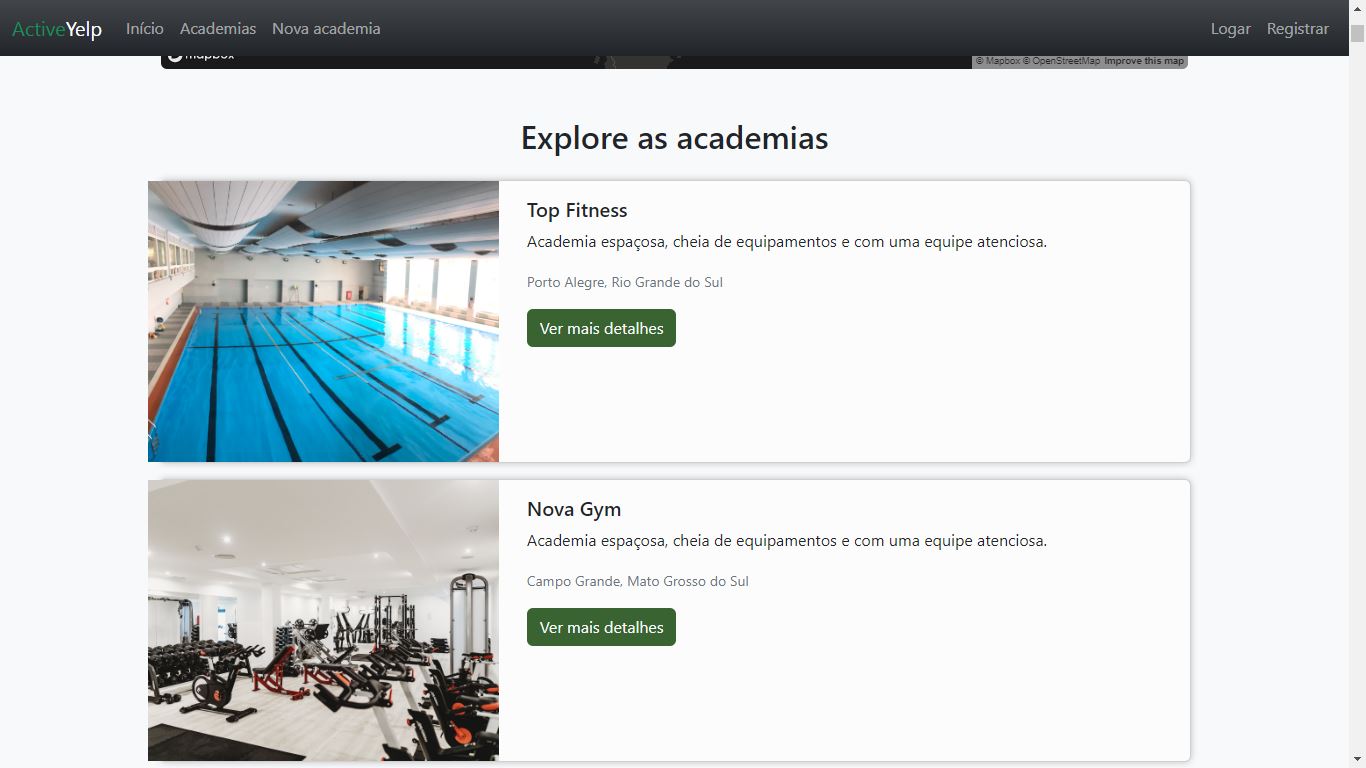 ActiveYelp Início Academias Nova academia Logar Registrar
mapbox © Mapbox © OpenStreetMap Improve this map
Explore as academias
Top Fitness
Academia espaçosa, cheia de equipamentos e com uma equipe atenciosa.
Porto Alegre, Rio Grande do Sul
Ver mais detalhes
Nova Gym
Academia espaçosa, cheia de equipamentos e com uma equipe atenciosa.
Campo Grande, Mato Grosso do Sul
Ver mais detalhes